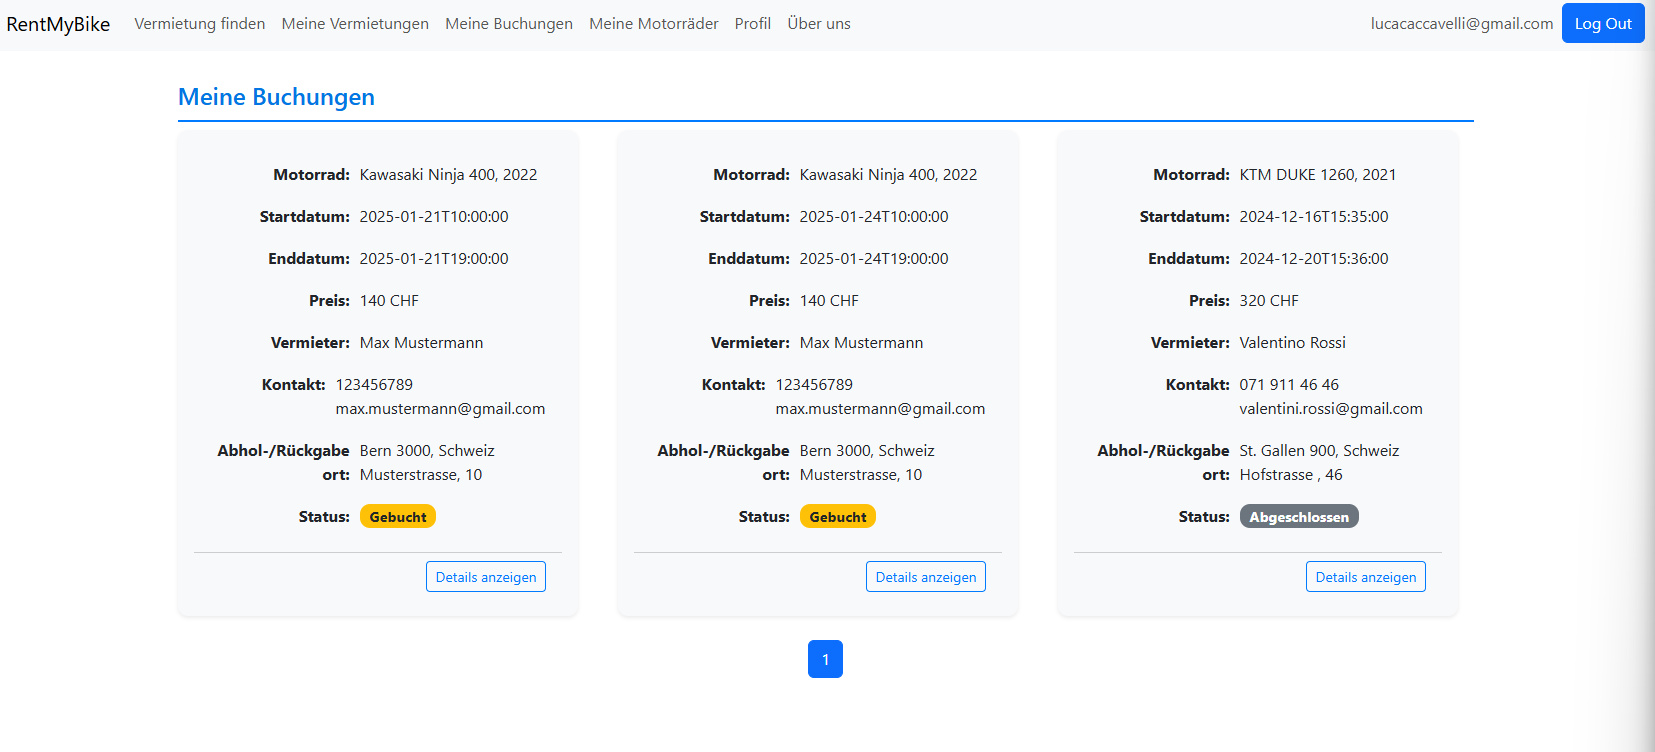 RentMyBike Vermietung finden Meine Vermietungen Meine Buchungen Meine Motorräder Profil Über uns lucacaccavelli@gmail.com Log Out
Meine Buchungen
Motorrad: Kawasaki Ninja 400, 2022
Startdatum: 2025-01-21T10:00:00
Enddatum: 2025-01-21T19:00:00
Preis: 140 CHF
Vermieter: Max Mustermann
Kontakt: 123456789
max.mustermann@gmail.com
Abhol-/Rückgabe Bern 3000, Schweiz
ort: Musterstrasse, 10
Status: Gebucht
Details anzeigen
Motorrad: Kawasaki Ninja 400, 2022
Startdatum: 2025-01-24T10:00:00
Enddatum: 2025-01-24T19:00:00
Preis: 140 CHF
Vermieter: Max Mustermann
Kontakt: 123456789
max.mustermann@gmail.com
Abhol-/Rückgabe Bern 3000, Schweiz
ort: Musterstrasse, 10
Status: Gebucht
Details anzeigen
Motorrad: KTM DUKE 1260, 2021
Startdatum: 2024-12-16T15:35:00
Enddatum: 2024-12-20T15:36:00
Preis: 320 CHF
Vermieter: Valentino Rossi
Kontakt: 071 911 46 46
valentini.rossi@gmail.com
Abhol-/Rückgabe St. Gallen 900, Schweiz
ort: Hofstrasse , 46
Status: Abgeschlossen
Details anzeigen
1